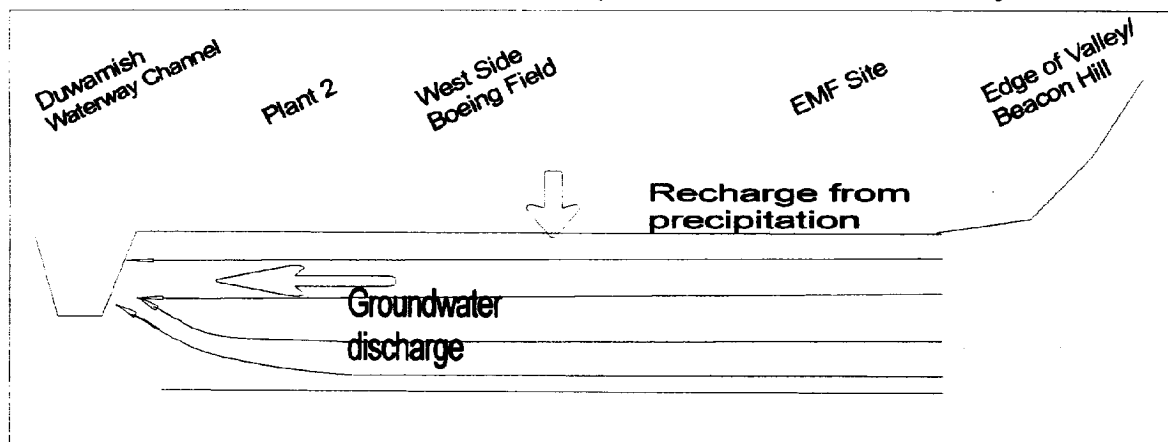 Duwamish
Waterway Channel
Plant 2
West Side
Boeing Field
EMF Site
Edge of Valley/
Beacon Hill
Recharge from
precipitation
Groundwater
discharge